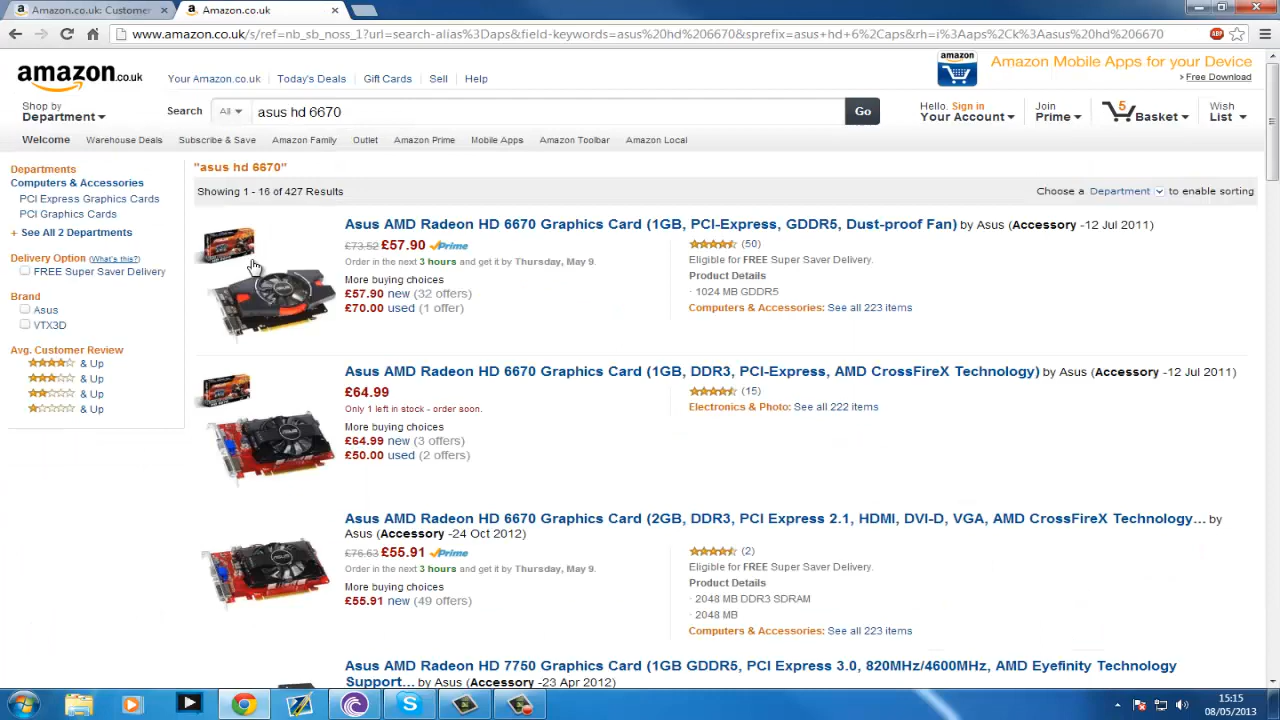 Amazon.co.uk: Customer
Amazon.co.uk
www.amazon.co.uk/s/ref=nb_sb_noss_1?url=search-alias%3Daps&field-keywords=asus%20hd%206670&sprefix=asus+hd+6%2Caps&rh=i%3Aaps%2Ck%3Aasus%20hd%206670
ABP
amazon.co.uk
Your Amazon.co.uk Today's Deals Gift Cards Sell Help
amazon
Amazon Mobile Apps for your Device
› Free Download
Shop by
Department
Search All asus hd 6670 Go
Hello. Sign in
Your Account
Join
Prime
5
Basket
Wish
List
Welcome Warehouse Deals Subscribe & Save Amazon Family Outlet Amazon Prime Mobile Apps Amazon Toolbar Amazon Local
Departments
Computers & Accessories
PCI Express Graphics Cards
PCI Graphics Cards
+ See All 2 Departments
Delivery Option (What's this?)
FREE Super Saver Delivery
Brand
Asus
VTX3D
Avg. Customer Review
& Up
& Up
& Up
& Up
"asus hd 6670"
Showing 1 - 16 of 427 Results
Choose a Department to enable sorting
Asus AMD Radeon HD 6670 Graphics Card (1GB, PCI-Express, GDDR5, Dust-proof Fan) by Asus (Accessory -12 Jul 2011)
£73.52 £57.90 Prime
Order in the next 3 hours and get it by Thursday, May 9.
More buying choices
£57.90 new (32 offers)
£70.00 used (1 offer)
(50)
Eligible for FREE Super Saver Delivery.
Product Details
· 1024 MB GDDR5
Computers & Accessories: See all 223 items
Asus AMD Radeon HD 6670 Graphics Card (1GB, DDR3, PCI-Express, AMD CrossFireX Technology) by Asus (Accessory -12 Jul 2011)
£64.99
Only 1 left in stock - order soon.
More buying choices
£64.99 new (3 offers)
£50.00 used (2 offers)
(15)
Electronics & Photo: See all 222 items
Asus AMD Radeon HD 6670 Graphics Card (2GB, DDR3, PCI Express 2.1, HDMI, DVI-D, VGA, AMD CrossFireX Technology... by
Asus (Accessory -24 Oct 2012)
£76.63 £55.91 Prime
Order in the next 3 hours and get it by Thursday, May 9.
More buying choices
£55.91 new (49 offers)
(2)
Eligible for FREE Super Saver Delivery.
Product Details
· 2048 MB DDR3 SDRAM
· 2048 MB
Computers & Accessories: See all 223 items
Asus AMD Radeon HD 7750 Graphics Card (1GB GDDR5, PCI Express 3.0, 820MHz/4600MHz, AMD Eyefinity Technology
Support... by Asus (Accessory -23 Apr 2012)
15:15
08/05/2013